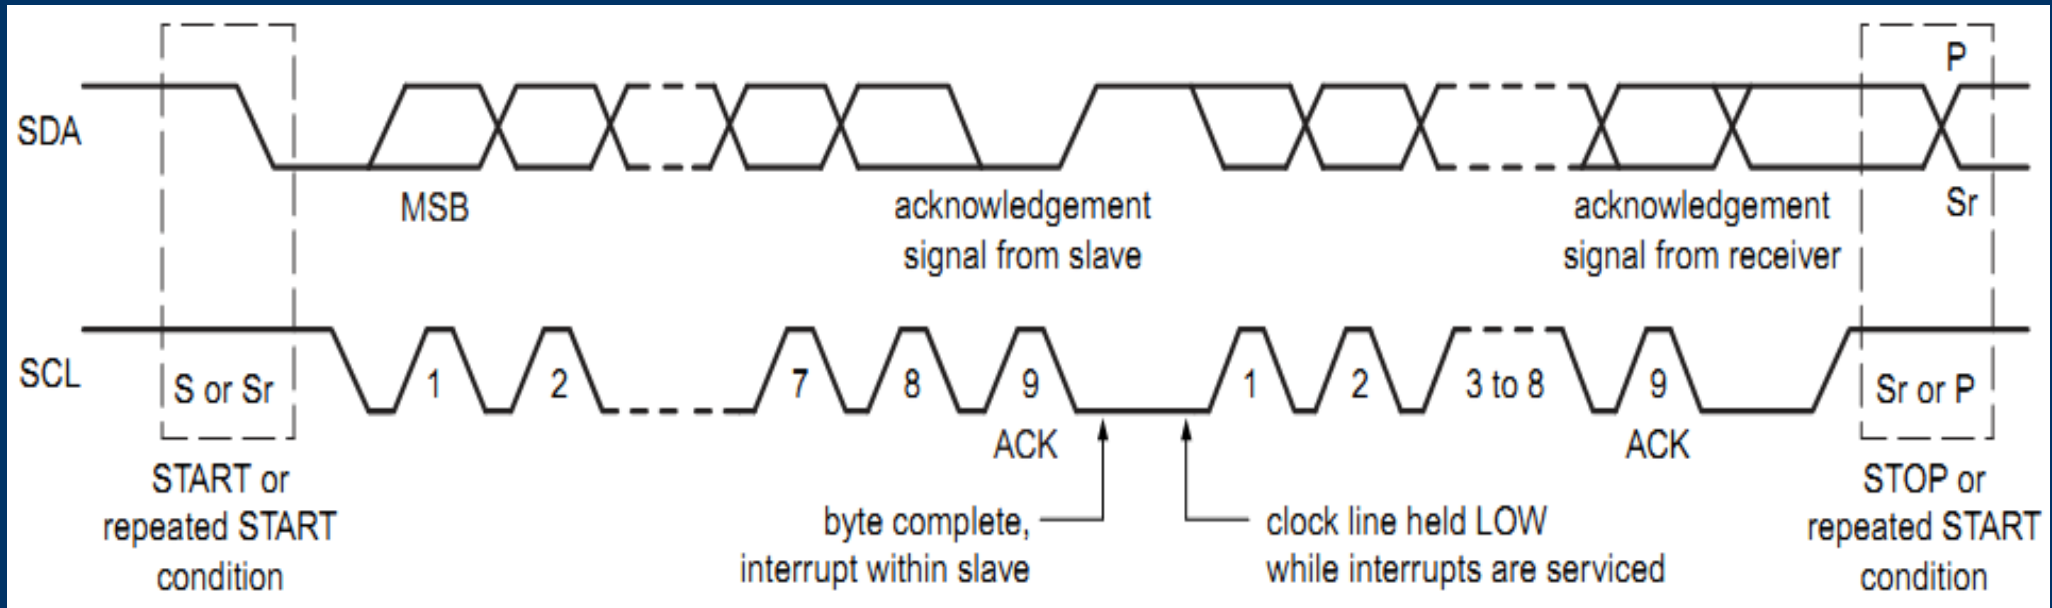 P
SDA
MSB
acknowledgement
signal from slave
acknowledgement
signal from receiver
Sr
SCL
S or Sr
1
2
7
8
9
1
2
3 to 8
9
Sr or P
ACK
ACK
START or
repeated START
condition
byte complete,
interrupt within slave
clock line held LOW
while interrupts are serviced
STOP or
repeated START
condition